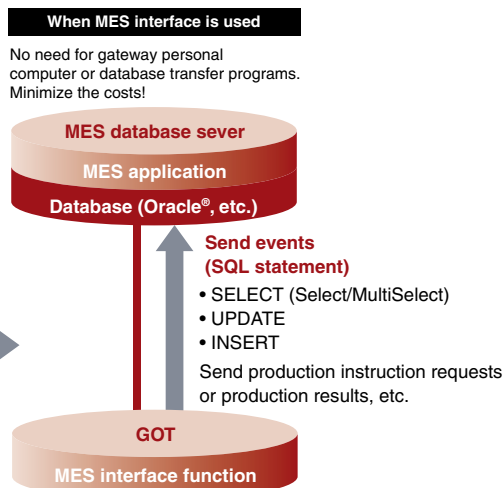 When MES interface is used
No need for gateway personal
computer or database transfer programs.
Minimize the costs!
MES database sever
MES application
Database (Oracle®, etc.)
Send events
(SQL statement)
• SELECT (Select/MultiSelect)
• UPDATE
• INSERT
Send production instruction requests
or production results, etc.
GOT
MES interface function